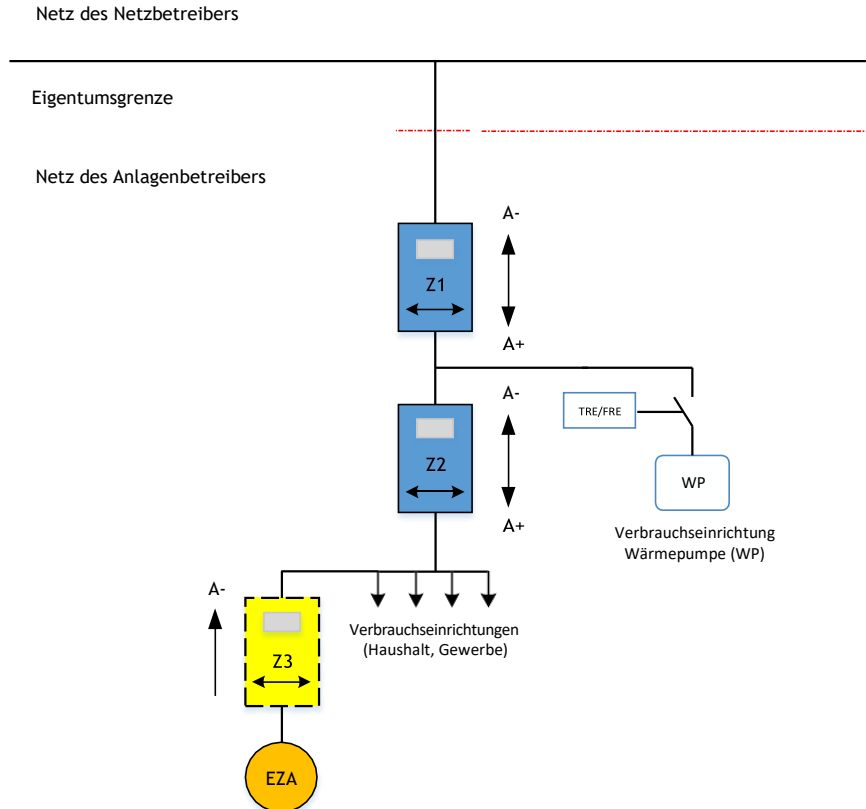 Netz des Netzbetreibers
Eigentumsgrenze
Netz des Anlagenbetreibers
A-
Z1
A+
A-
TRE/FRE
Z2
WP
A+
Verbrauchseinrichtung
Wärmepumpe (WP)
A-
Verbrauchseinrichtungen
(Haushalt, Gewerbe)
Z3
EZA